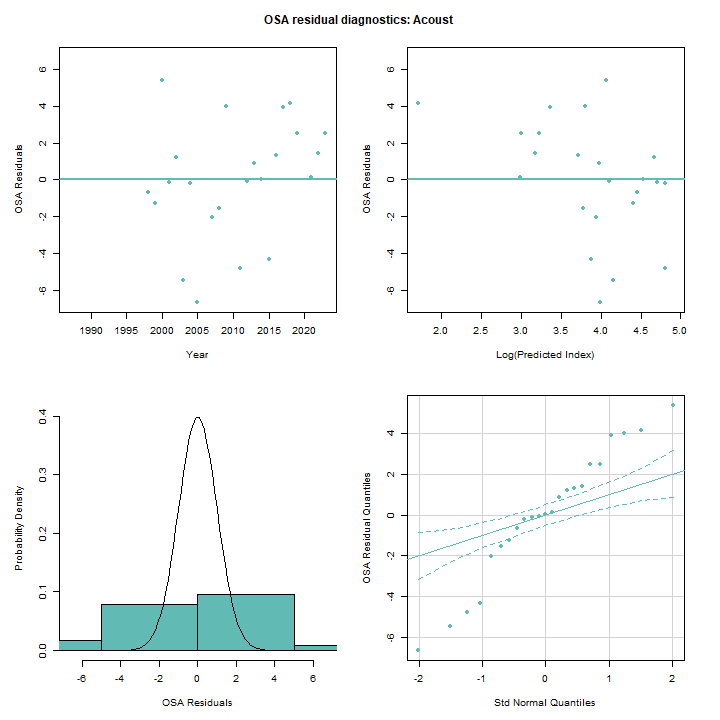 OSA residual diagnostics: Acoust
OSA Residuals
6
4
2
0
-2
-4
-6
1990 1995 2000 2005 2010 2015 2020
Year
OSA Residuals
6
4
2
0
-2
-4
-6
2.0 2.5 3.0 3.5 4.0 4.5 5.0
Log(Predicted Index)
Probability Density
0.4
0.3
0.2
0.1
0.0
-6 -4 -2 0 2 4 6
OSA Residuals
OSA Residual Quantiles
4
2
0
-2
-4
-6
-2 -1 0 1 2
Std Normal Quantiles